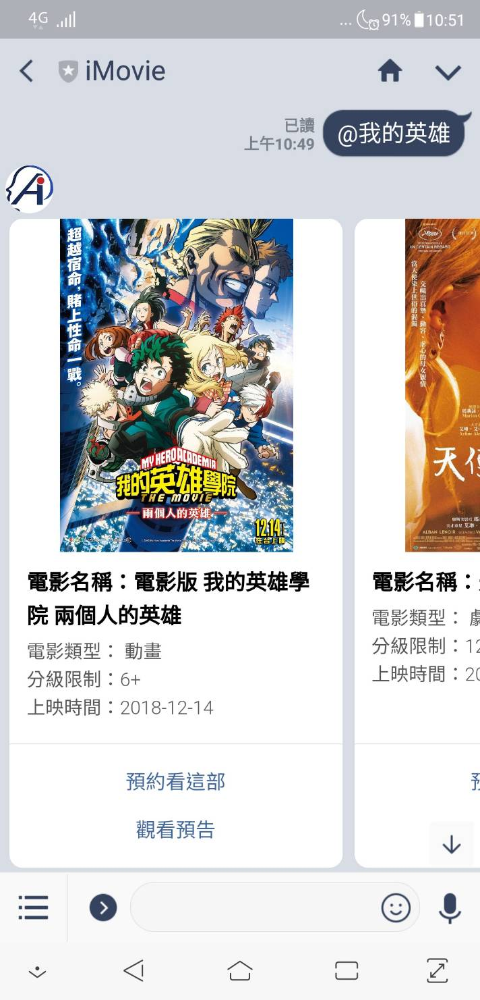 4G
... 91% 10:51
iMovie
已讀
上午10:49
@我的英雄
Ai
超越宿命,賭上性命一戰。
MY HERO ACADEMIA
我的英雄學院
THE MOVIE
兩個人的英雄
12.14 五
在台上映
電影名稱：電影版 我的英雄學
院 兩個人的英雄
電影類型： 動畫
分級限制：6+
上映時間：2018-12-14
預約看這部
觀看預告
UN CERTAIN REGARD
當天使染上世俗的混濁
交織出真摯、動容、虐心的母女親情
天使
ALBAN LENOIR
電影名稱：
電影類型： 劇
分級限制：12
上映時間：20
預